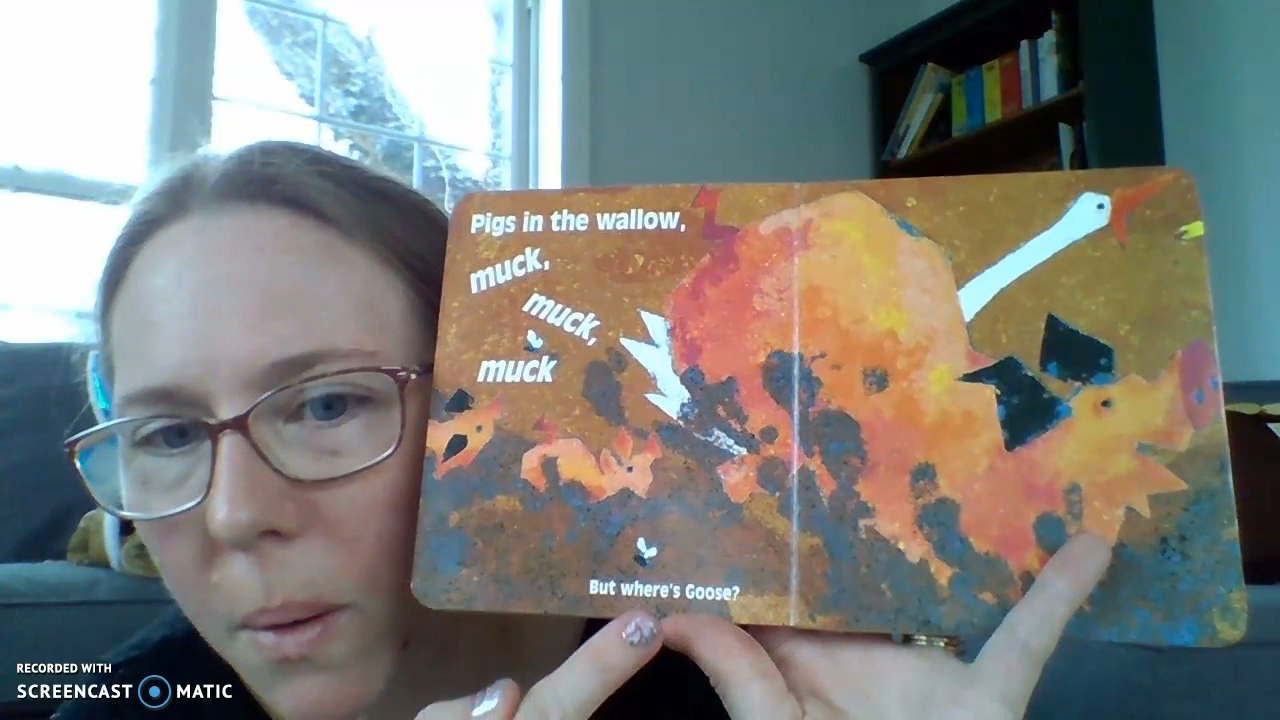 Pigs in the wallow,
muck,
muck,
muck
But where's Goose?
RECORDED WITH
SCREENCAST MATIC